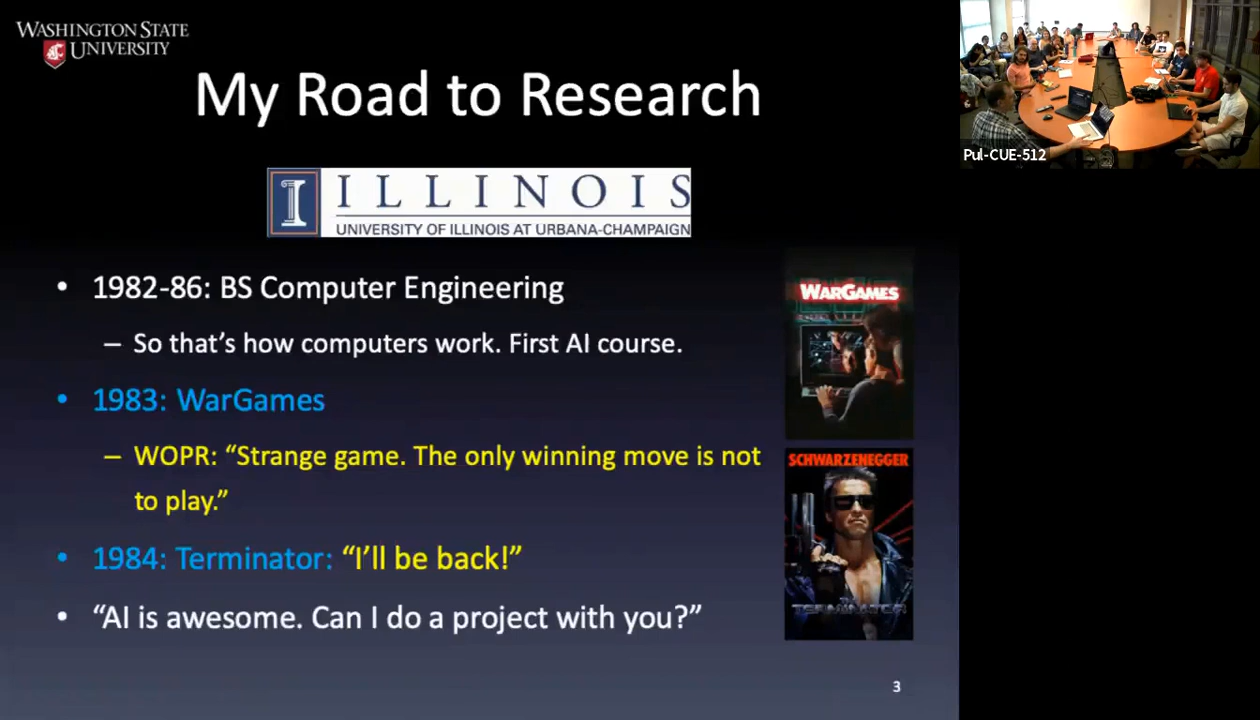 WASHINGTON STATE
UNIVERSITY
My Road to Research
I ILLINOIS
UNIVERSITY OF ILLINOIS AT URBANA-CHAMPAIGN
• 1982-86: BS Computer Engineering
– So that's how computers work. First AI course.
• 1983: WarGames
– WOPR: “Strange game. The only winning move is not
to play.”
• 1984: Terminator: “I'll be back!”
• “AI is awesome. Can I do a project with you?”
WARGAMES
SCHWARZENEGGER
THE
TERMINATOR
3
Pul-CUE-512